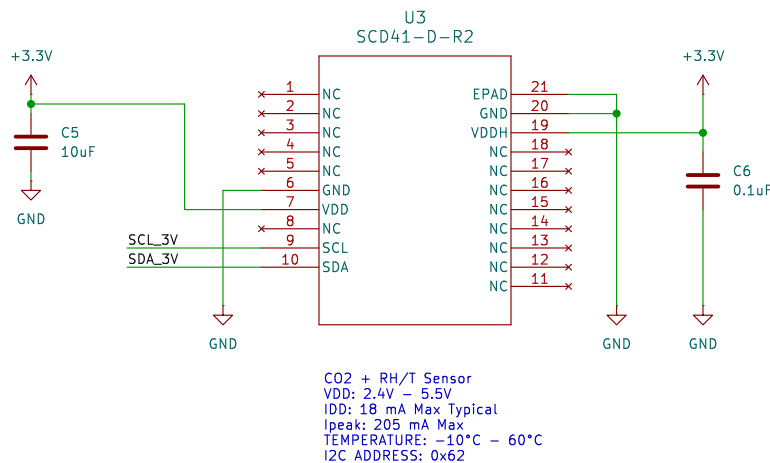 U3
SCD41-D-R2
+3.3V
+3.3V
1 NC
2 NC
3 NC
4 NC
5 NC
6 GND
7 VDD
8 NC
9 SCL
10 SDA
EPAD 21
GND 20
VDDH 19
NC 18
NC 17
NC 16
NC 15
NC 14
NC 13
NC 12
NC 11
C5
10uF
GND
SCL_3V
SDA_3V
C6
0.1uF
GND
GND
GND
CO2 + RH/T Sensor
VDD: 2.4V - 5.5V
IDD: 18 mA Max Typical
Ipeak: 205 mA Max
TEMPERATURE: -10°C - 60°C
I2C ADDRESS: 0x62